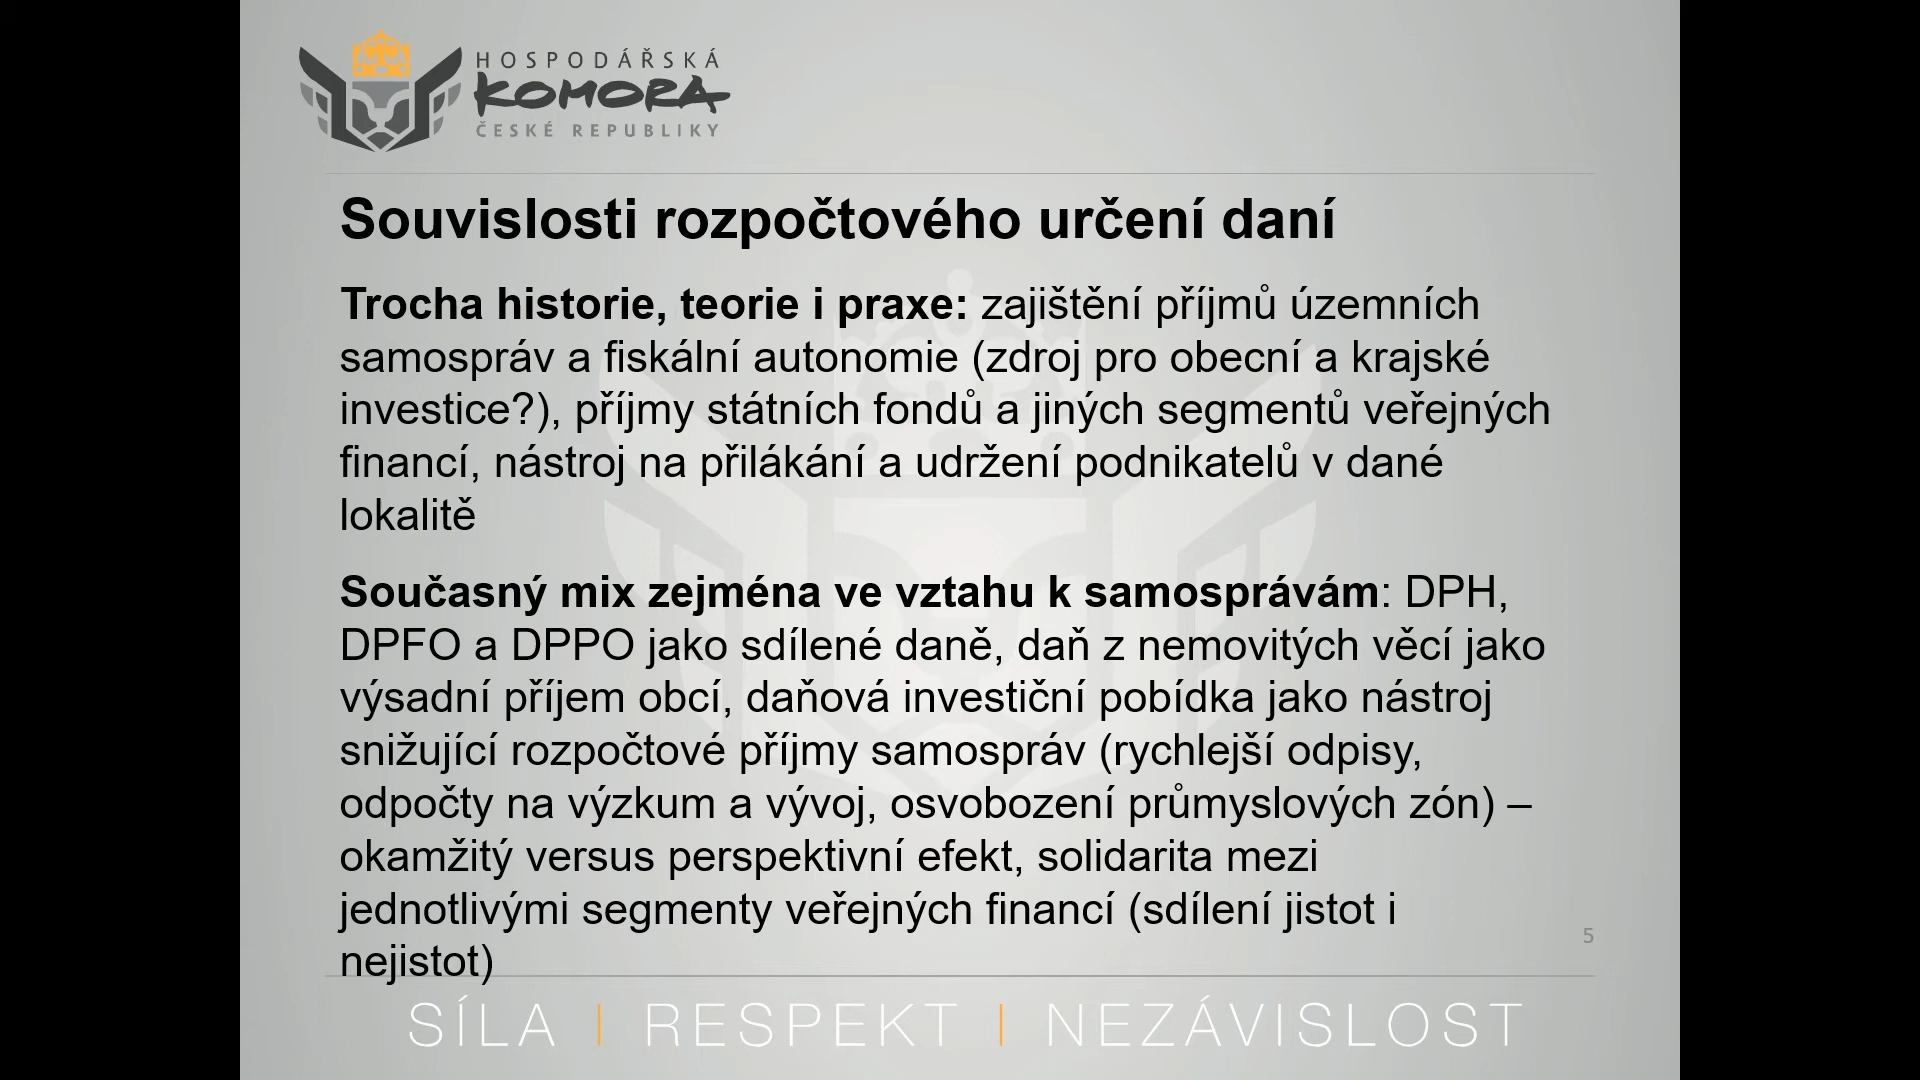 HOSPODÁŘSKÁ
KOMORA
ČESKÉ REPUBLIKY
Souvislosti rozpočtového určení daní
Trocha historie, teorie i praxe: zajištění příjmů územních
samospráv a fiskální autonomie (zdroj pro obecní a krajské
investice?), příjmy státních fondů a jiných segmentů veřejných
financí, nástroj na přilákání a udržení podnikatelů v dané
lokalitě
Současný mix zejména ve vztahu k samosprávám: DPH,
DPFO a DPPO jako sdílené daně, daň z nemovitých věcí jako
výsadní příjem obcí, daňová investiční pobídka jako nástroj
snižující rozpočtové příjmy samospráv (rychlejší odpisy,
odpočty na výzkum a vývoj, osvobození průmyslových zón) –
okamžitý versus perspektivní efekt, solidarita mezi
jednotlivými segmenty veřejných financí (sdílení jistot i
nejistot)
5
SÍLA | RESPEKT | NEZÁVISLOST